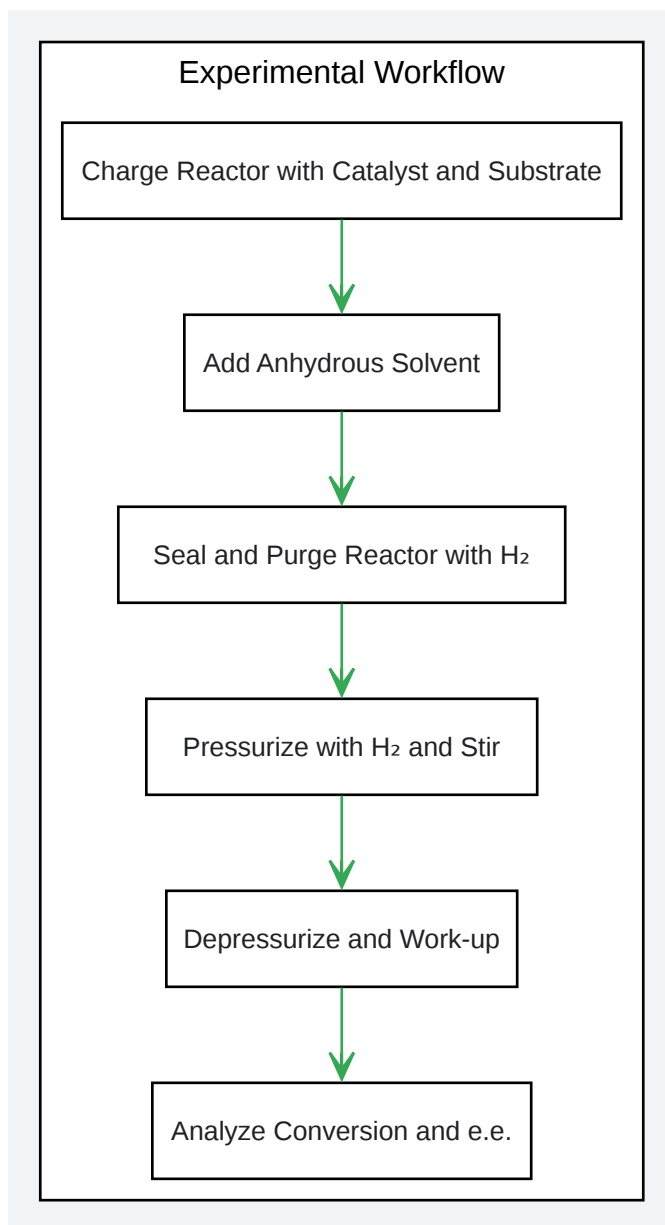 Experimental Workflow
Charge Reactor with Catalyst and Substrate
Add Anhydrous Solvent
Seal and Purge Reactor with H₂
Pressurize with H₂ and Stir
Depressurize and Work-up
Analyze Conversion and e.e.